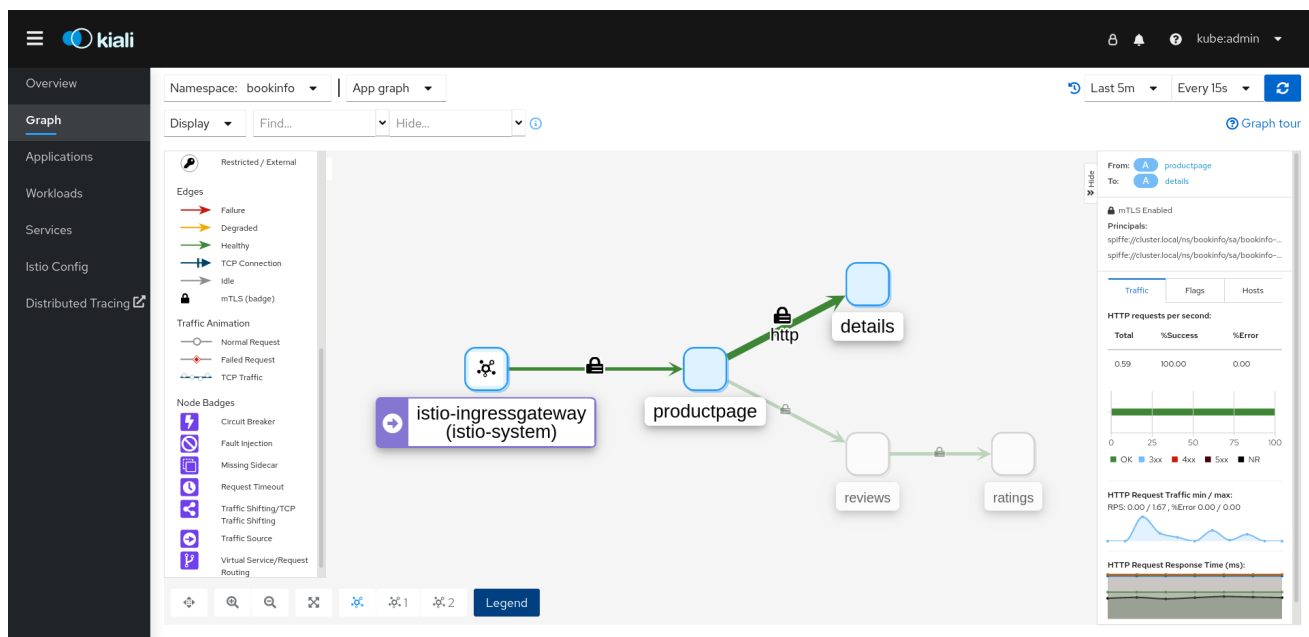 kiali
kube:admin
Overview
Graph
Applications
Workloads
Services
Istio Config
Distributed Tracing
Namespace: bookinfo
App graph
Last 5m
Every 15s
Display
Find...
Hide...
Graph tour
Restricted / External
Edges
Failure
Degraded
Healthy
TCP Connection
Idle
mTLS (badge)
Traffic Animation
Normal Request
Failed Request
TCP Traffic
Node Badges
Circuit Breaker
Fault Injection
Missing Sidecar
Request Timeout
Traffic Shifting/TCP
Traffic Shifting
Traffic Source
Virtual Service/Request
Routing
1
2
Legend
istio-ingressgateway
(istio-system)
productpage
http
details
reviews
ratings
Hide
From: A productpage
To: A details
mTLS Enabled
Principals:
spiffe://cluster.local/ns/bookinfo/sa/bookinfo-...
spiffe://cluster.local/ns/bookinfo/sa/bookinfo-...
Traffic Flags Hosts
HTTP requests per second:
Total %Success %Error
0.59 100.00 0.00
0 25 50 75 100
OK 3xx 4xx 5xx NR
HTTP Request Traffic min / max:
RPS: 0.00 / 1.67 , %Error 0.00 / 0.00
HTTP Request Response Time (ms):